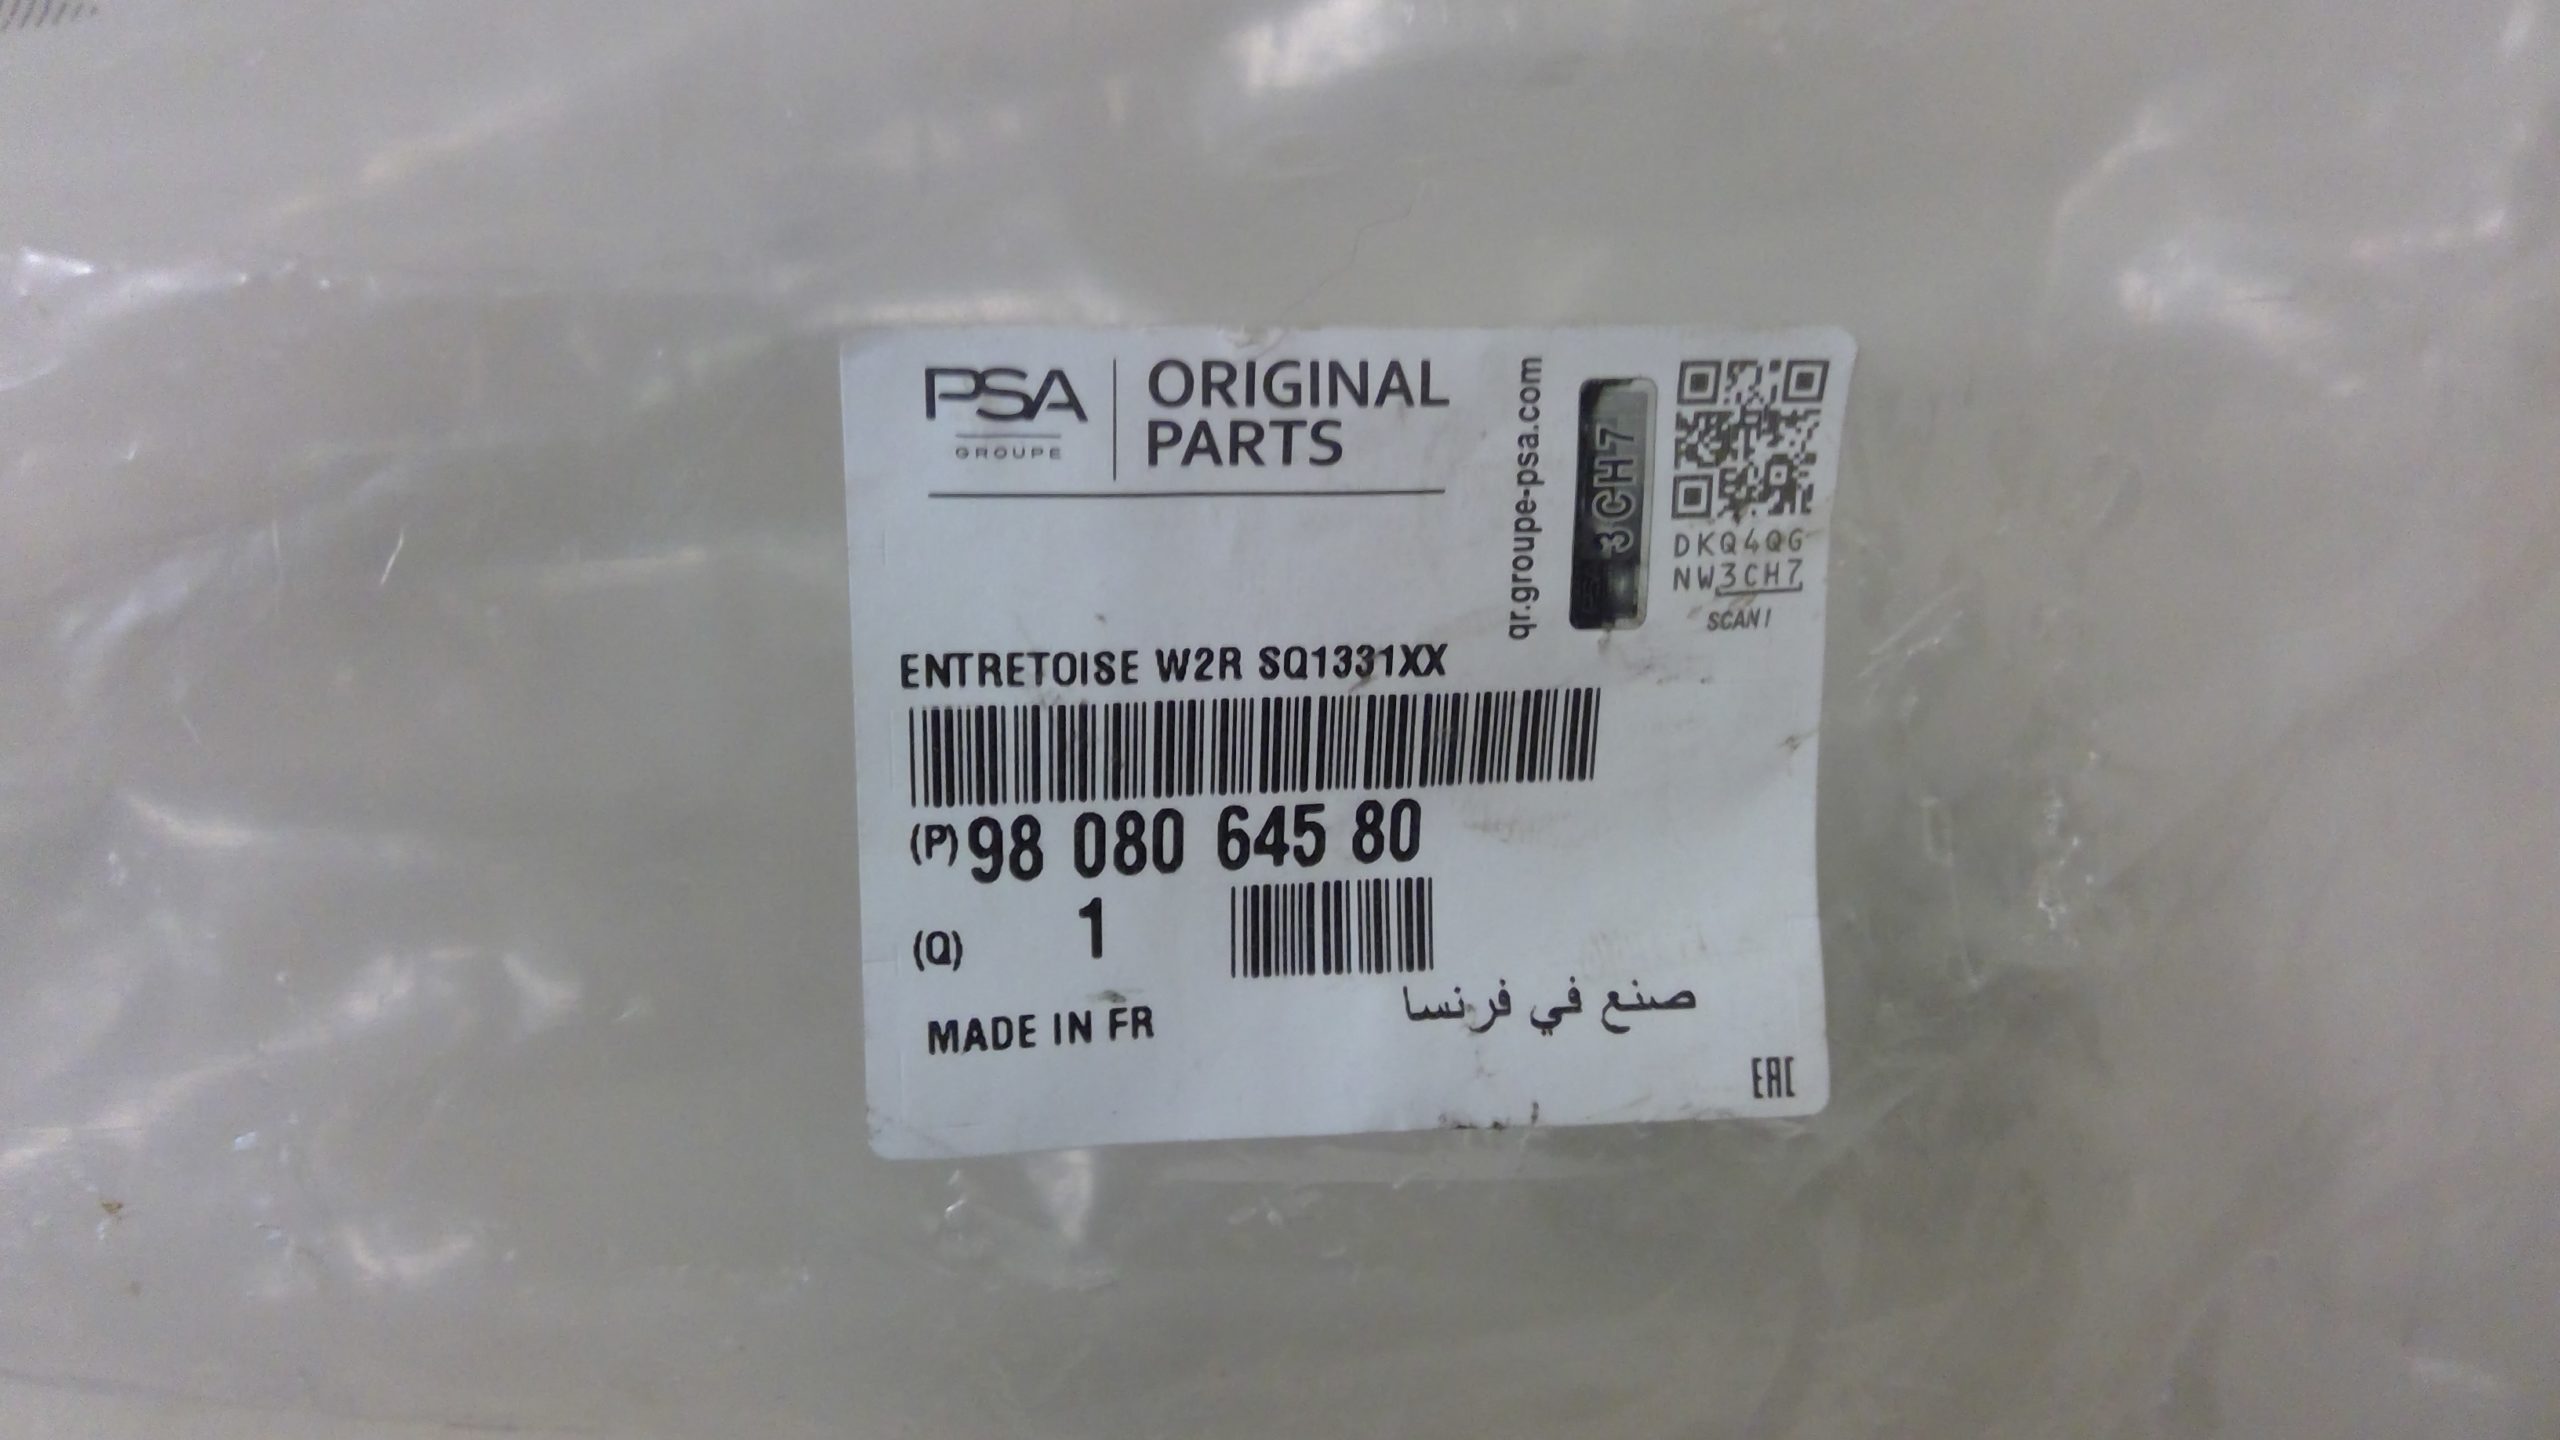 PSA
GROUPE
ORIGINAL
PARTS
qr.groupe-psa.com
3CH7
DKQ4QG
NW3CH7
SCAN!
ENTRETOISE W2R SQ1331XX
(P) 98 080 645 80
(Q) 1
MADE IN FR
صنع في فرنسا
EAC